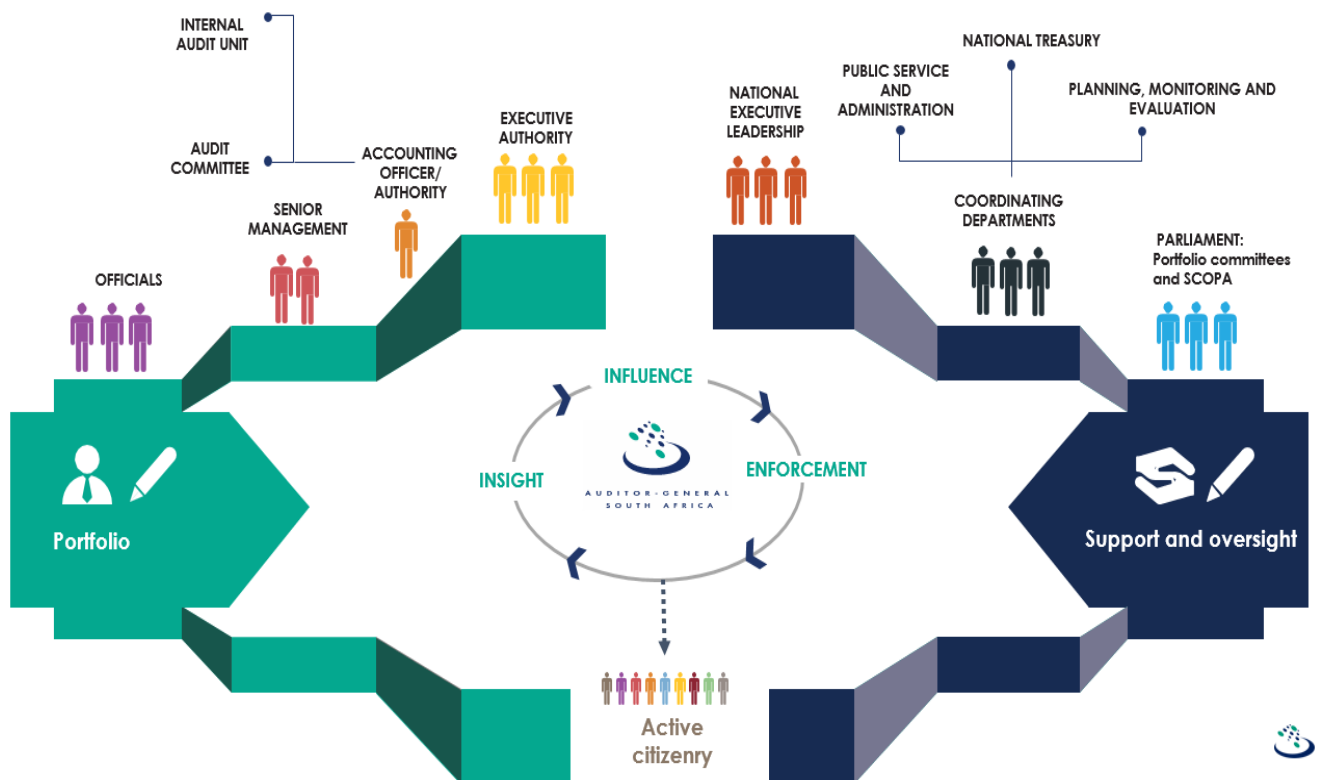 INTERNAL
AUDIT UNIT
AUDIT
COMMITTEE
ACCOUNTING
OFFICER/
AUTHORITY
EXECUTIVE
AUTHORITY
SENIOR
MANAGEMENT
OFFICIALS
NATIONAL
EXECUTIVE
LEADERSHIP
PUBLIC SERVICE
AND
ADMINISTRATION
NATIONAL TREASURY
PLANNING, MONITORING AND
EVALUATION
COORDINATING
DEPARTMENTS
PARLIAMENT:
Portfolio committees
and SCOPA
Portfolio
INFLUENCE
INSIGHT
ENFORCEMENT
AUDITOR-GENERAL
SOUTH AFRICA
Support and oversight
Active
citizenry